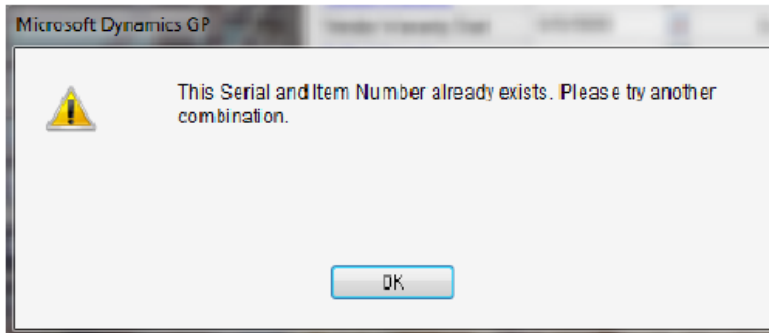 Microsoft Dynamics GP
This Serial and Item Number already exists. Please try another
combination.
OK